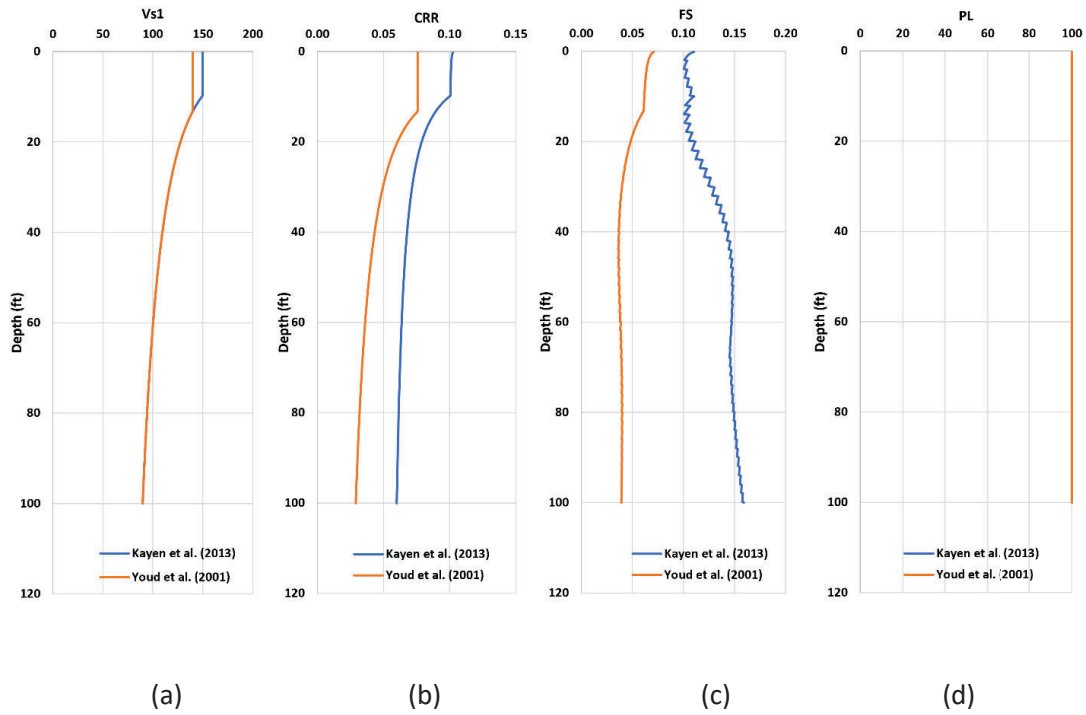 Vs1
0 50 100 150 200
0
20
40
60
80
100
120
Depth (ft)
Kayen et al. (2013)
Youd et al. (2001)
(a)
CRR
0.00 0.05 0.10 0.15
0
20
40
60
80
100
120
Depth (ft)
Kayen et al. (2013)
Youd et al. (2001)
(b)
FS
0.00 0.05 0.10 0.15 0.20
0
20
40
60
80
100
120
Depth (ft)
Kayen et al. (2013)
Youd et al. (2001)
(c)
PL
0 20 40 60 80 100
0
20
40
60
80
100
120
Depth (ft)
Kayen et al. (2013)
Youd et al. (2001)
(d)